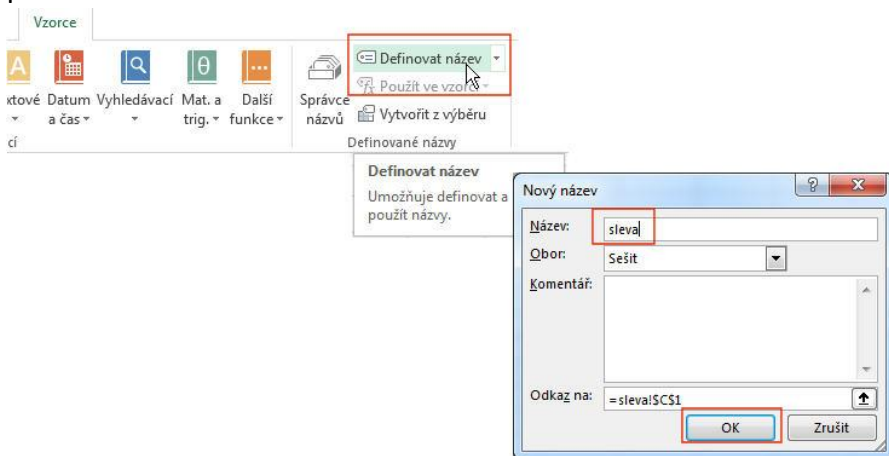 Vzorce
Definovat název
Použít ve vzorci
Vytvořit z výběru
Datum a čas
Vyhledávací
Mat. a trig.
Další funkce
Správce názvů
Definované názvy
Definovat název
Umožňuje definovat a
použít názvy.
Nový název
Název:
sleva
Obor:
Sešit
Komentář:
Odkaz na:
=sleva!$C$1
OK
Zrušit